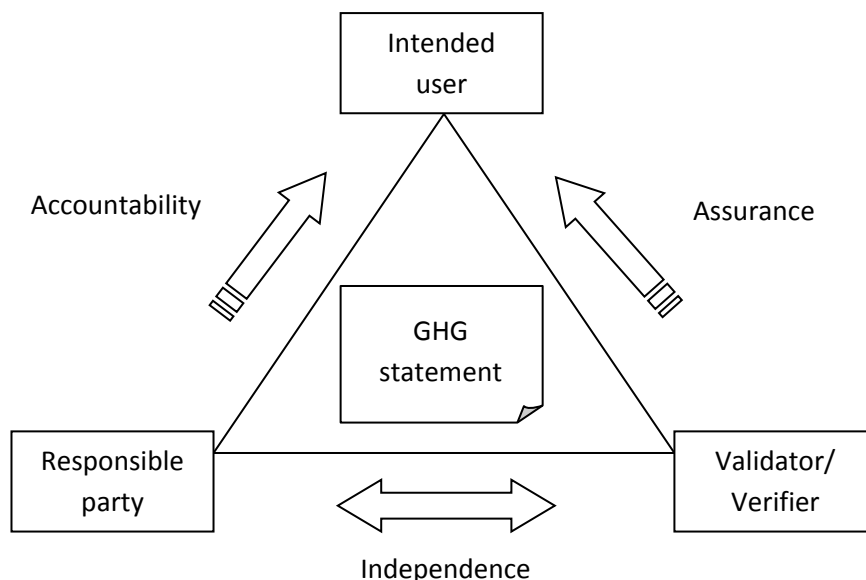 Intended
user
Accountability
Assurance
GHG
statement
Responsible
party
Validator/
Verifier
Independence